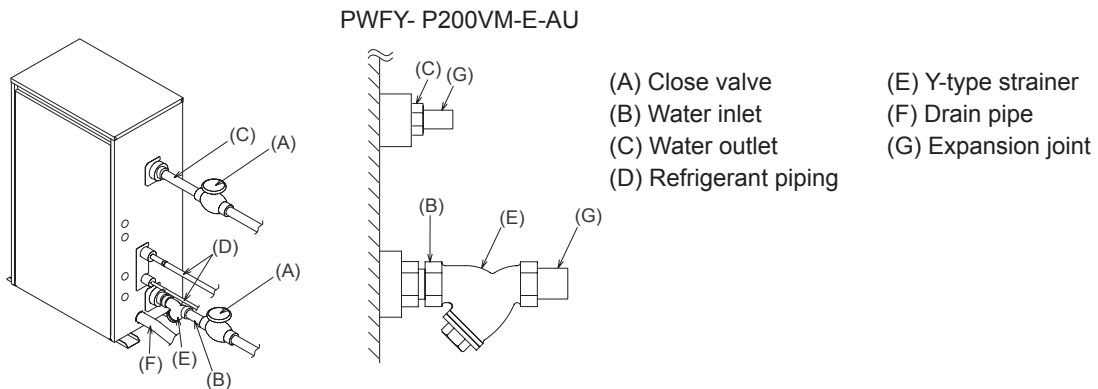 PWFY- P200VM-E-AU
(C)
(A)
(D)
(A)
(F)
(E)
(B)
(C)
(G)
(B)
(E)
(G)
(A) Close valve
(B) Water inlet
(C) Water outlet
(D) Refrigerant piping
(E) Y-type strainer
(F) Drain pipe
(G) Expansion joint